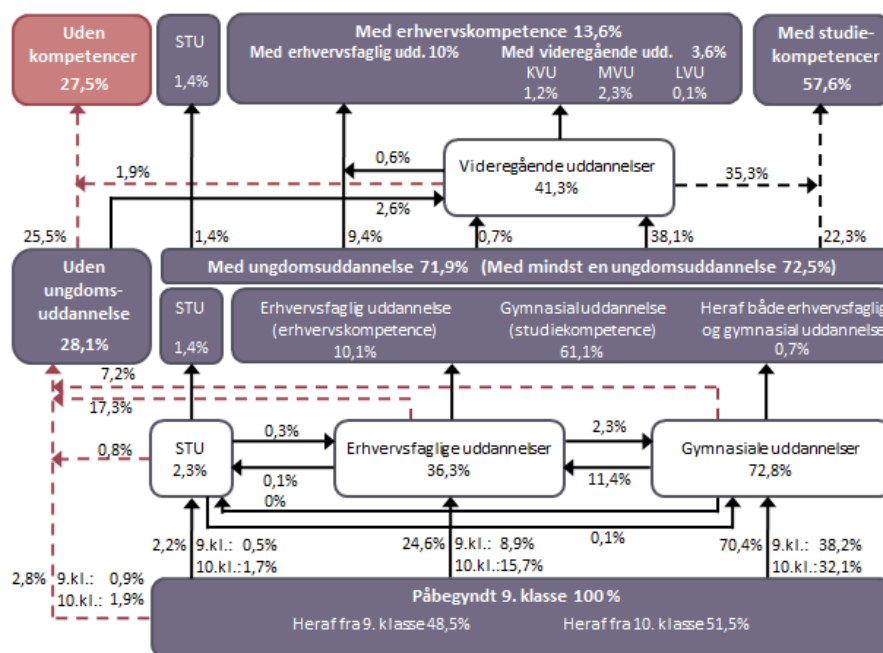 Uden
kompetencer
27,5%
STU
1,4%
Med erhvervskompetence 13,6%
Med erhvervsfaglig udd. 10%
Med videregående udd. 3,6%
KVU MVU LVU
1,2% 2,3% 0,1%
Med studie-
kompetencer
57,6%
0,6%
1,9%
Videregående uddannelser
41,3%
35,3%
2,6%
25,5%
1,4%
9,4%
0,7%
38,1%
22,3%
Uden
ungdoms-
uddannelse
28,1%
Med ungdomsuddannelse 71,9% (Med mindst en ungdomsuddannelse 72,5%)
STU
1,4%
Erhvervsfaglig uddannelse
(erhvervskompetence)
10,1%
Gymnasial uddannelse
(studiekompetence)
61,1%
Heraf både erhvervsfaglig
og gymnasial uddannelse
0,7%
7,2%
17,3%
0,8%
STU
2,3%
0,3%
0,1%
0%
Erhvervsfaglige uddannelser
36,3%
2,3%
11,4%
Gymnasiale uddannelser
72,8%
0,1%
2,8% 9.kl.: 0,9%
10.kl.: 1,9%
2,2% 9.kl.: 0,5%
10.kl.:1,7%
24,6% 9.kl.: 8,9%
10.kl.:15,7%
70,4% 9.kl.: 38,2%
10.kl.: 32,1%
Påbegyndt 9. klasse 100 %
Heraf fra 9. klasse 48,5%
Heraf fra 10. klasse 51,5%